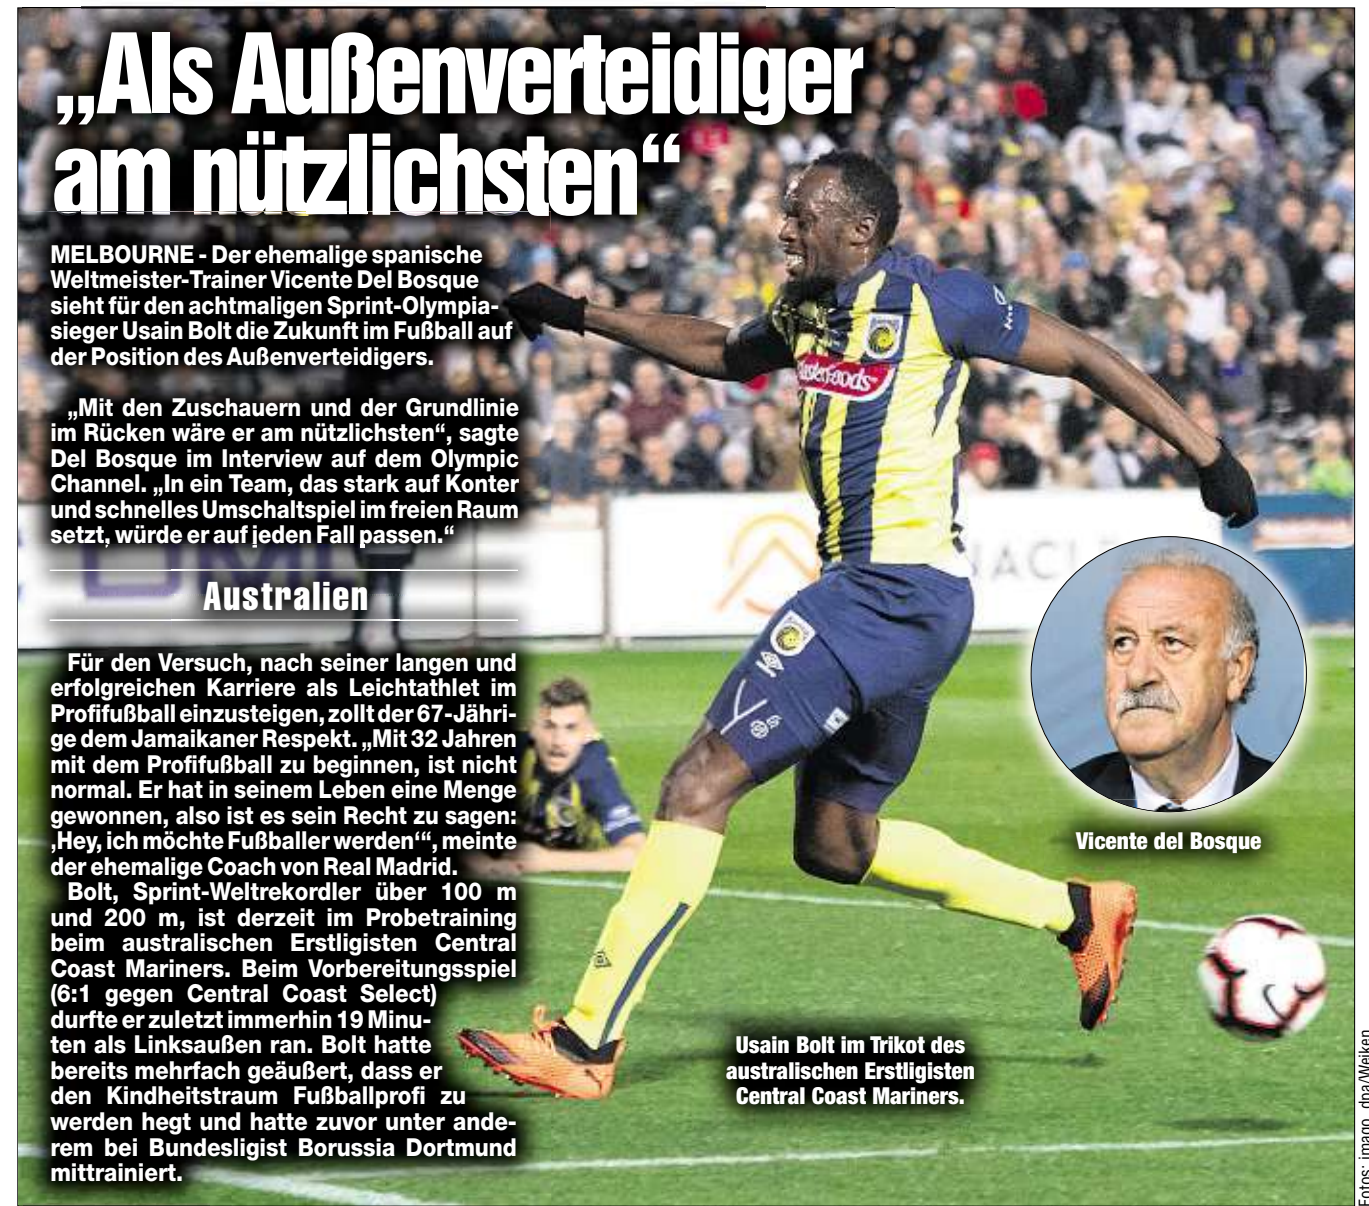 „Als Außenverteidiger
am nützlichsten“
MELBOURNE - Der ehemalige spanische
Weltmeister-Trainer Vicente Del Bosque
sieht für den achtmaligen Sprint-Olympia-
sieger Usain Bolt die Zukunft im Fußball auf
der Position des Außenverteidigers.
„Mit den Zuschauern und der Grundlinie
im Rücken wäre er am nützlichsten“, sagte
Del Bosque im Interview auf dem Olympic
Channel. „In ein Team, das stark auf Konter
und schnelles Umschaltspiel im freien Raum
setzt, würde er auf jeden Fall passen.“
Australien
Für den Versuch, nach seiner langen und
erfolgreichen Karriere als Leichtathlet im
Profifußball einzusteigen, zollt der 67-Jähri-
ge dem Jamaikaner Respekt. „Mit 32 Jahren
mit dem Profifußball zu beginnen, ist nicht
normal. Er hat in seinem Leben eine Menge
gewonnen, also ist es sein Recht zu sagen:
‚Hey, ich möchte Fußballer werden‘“, meinte
der ehemalige Coach von Real Madrid.
Bolt, Sprint-Weltrekordler über 100 m
und 200 m, ist derzeit im Probetraining
beim australischen Erstligisten Central
Coast Mariners. Beim Vorbereitungsspiel
(6:1 gegen Central Coast Select)
durfte er zuletzt immerhin 19 Minu-
ten als Linksaußen ran. Bolt hatte
bereits mehrfach geäußert, dass er
den Kindheitstraum Fußballprofi zu
werden hegt und hatte zuvor unter ande-
rem bei Bundesligist Borussia Dortmund
mittrainiert.
Vicente del Bosque
Usain Bolt im Trikot des
australischen Erstligisten
Central Coast Mariners.
Fotos: imago, dpa/Weiken